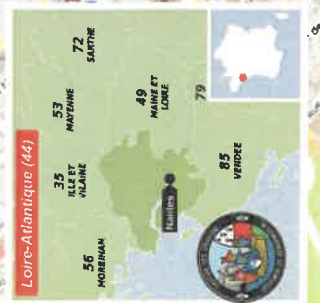 Loire-Atlantique (44)
56
MORBIHAN
35
ILLE ET
VILAINE
53
MAYENNE
72
SARTHE
49
MAINE ET
LOIRE
79
Nantes
85
VENDEE